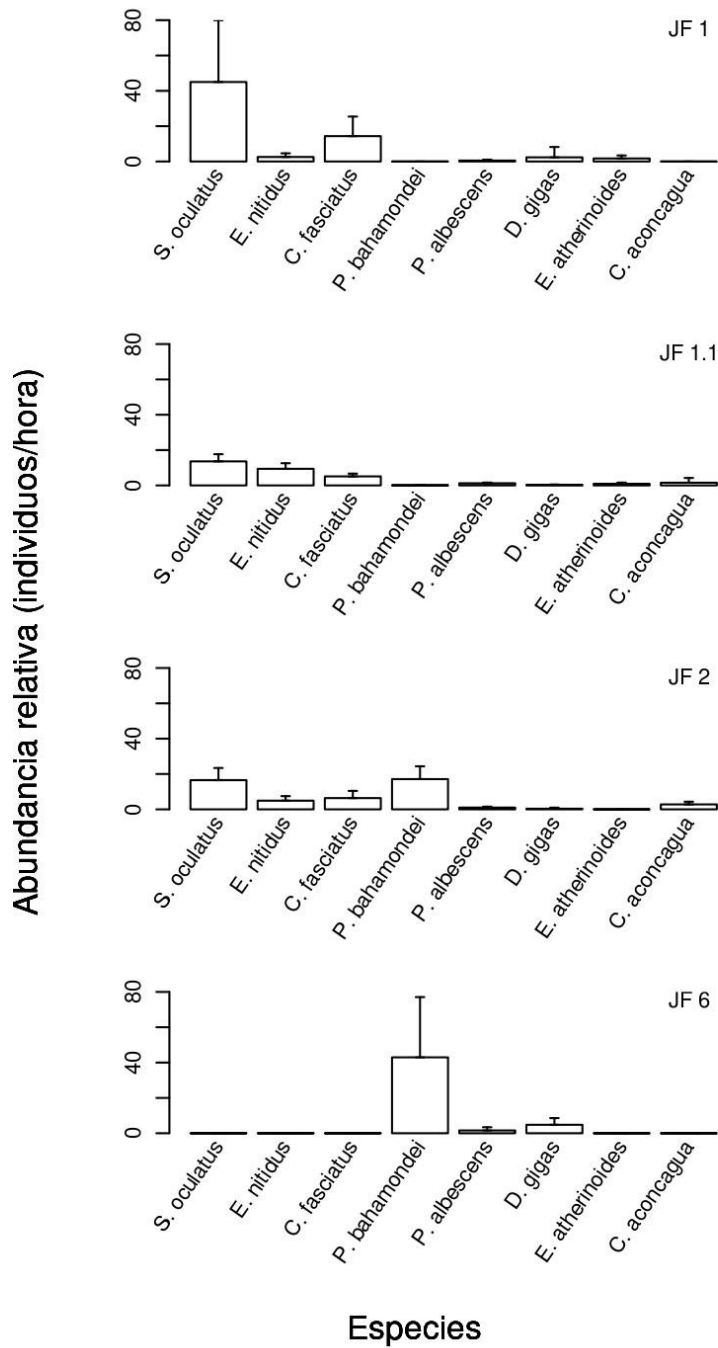 Abundancia relativa (individuos/hora)
JF 1
80
40
0
S. oculatus
E. nitidus
C. fasciatus
P. bahamondei
P. albescens
D. gigas
E. atherinoides
C. aconcagua
JF 1.1
80
40
0
S. oculatus
E. nitidus
C. fasciatus
P. bahamondei
P. albescens
D. gigas
E. atherinoides
C. aconcagua
JF 2
80
40
0
S. oculatus
E. nitidus
C. fasciatus
P. bahamondei
P. albescens
D. gigas
E. atherinoides
C. aconcagua
JF 6
80
40
0
S. oculatus
E. nitidus
C. fasciatus
P. bahamondei
P. albescens
D. gigas
E. atherinoides
C. aconcagua
Especies